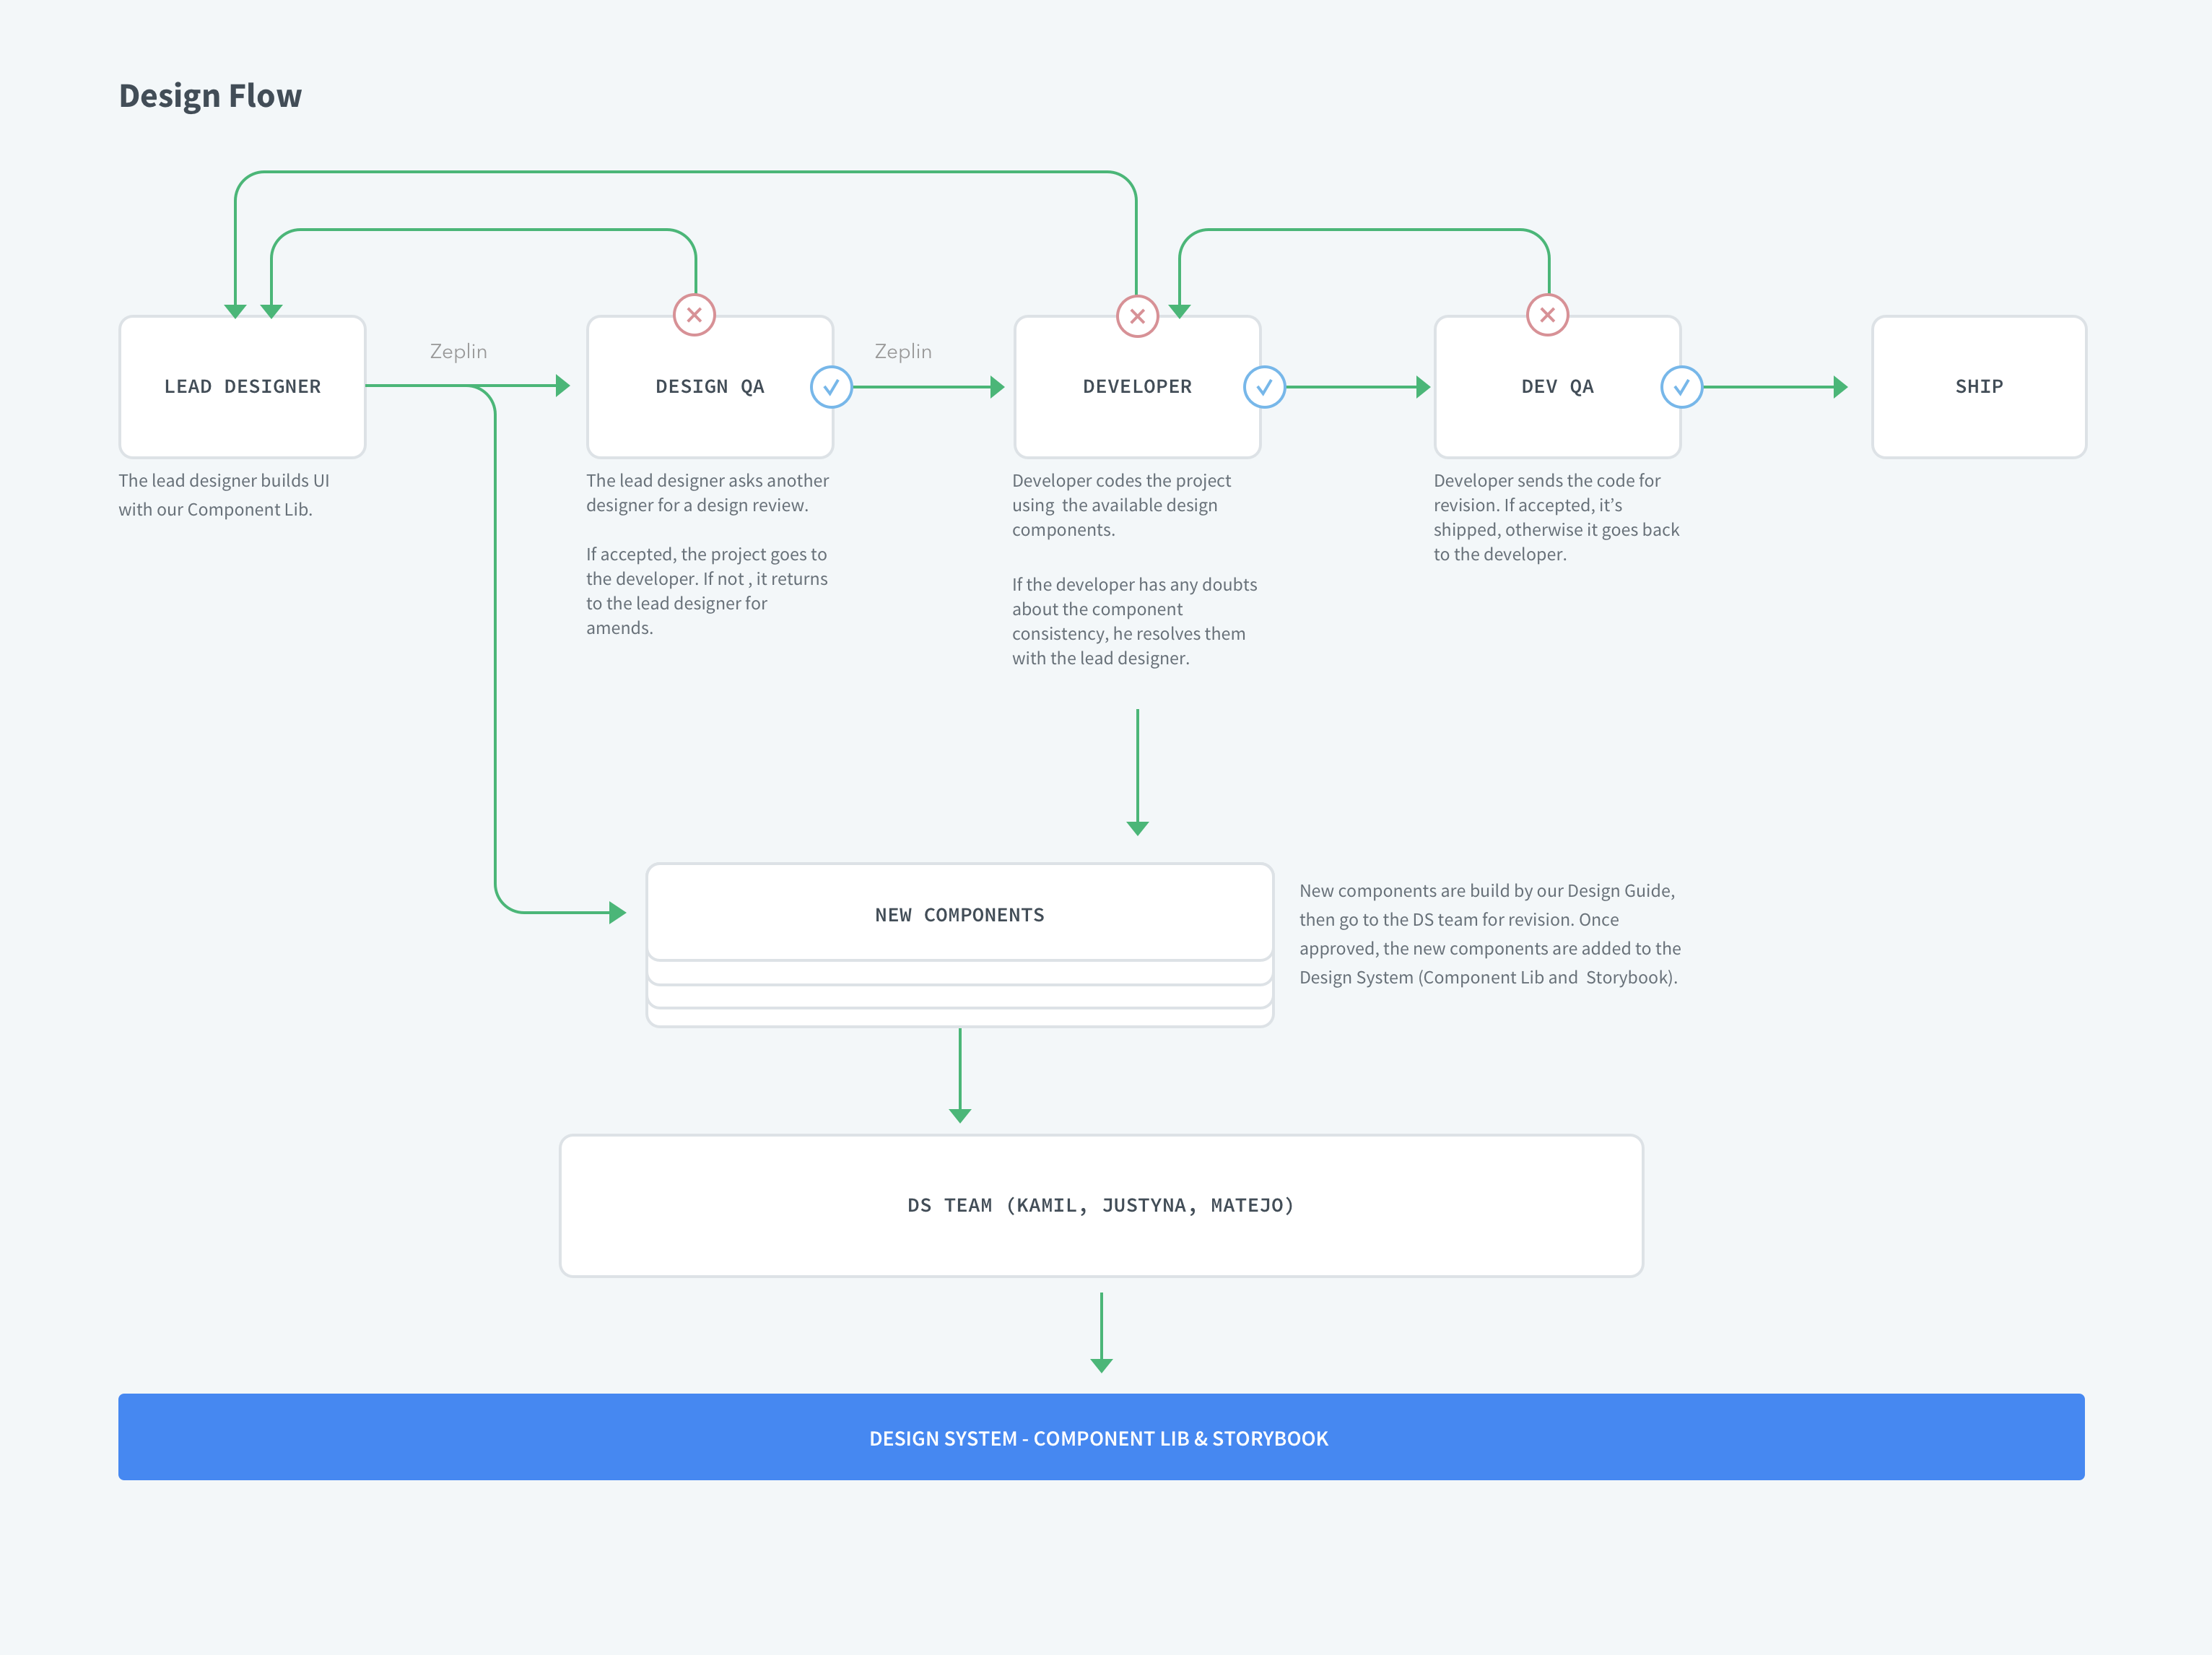 Design Flow
Zeplin
Zeplin
LEAD DESIGNER
DESIGN QA
DEVELOPER
DEV QA
SHIP
The lead designer builds UI
with our Component Lib.
The lead designer asks another
designer for a design review.
If accepted, the project goes to
the developer. If not , it returns
to the lead designer for
amends.
Developer codes the project
using  the available design
components.
If the developer has any doubts
about the component
consistency, he resolves them
with the lead designer.
Developer sends the code for
revision. If accepted, it’s
shipped, otherwise it goes back
to the developer.
NEW COMPONENTS
New components are build by our Design Guide,
then go to the DS team for revision. Once
approved, the new components are added to the
Design System (Component Lib and  Storybook).
DS TEAM (KAMIL, JUSTYNA, MATEJO)
DESIGN SYSTEM - COMPONENT LIB & STORYBOOK